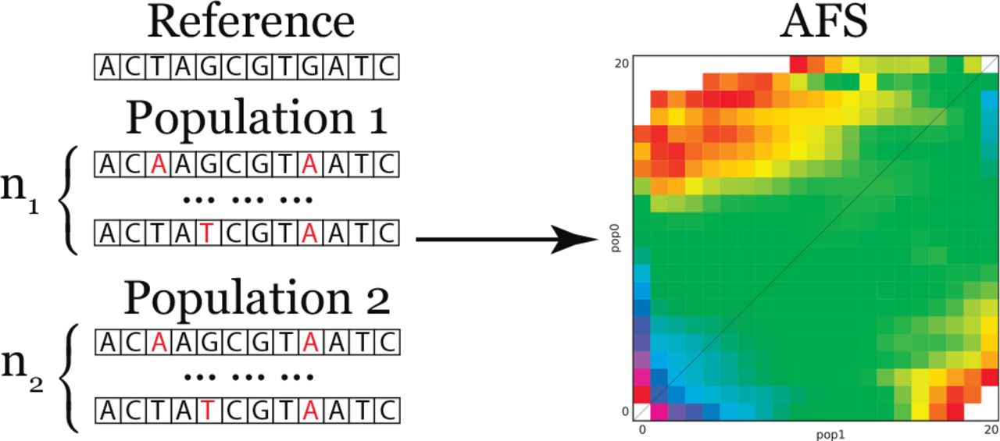 Reference
ACTAGCGTGATC
Population 1
n1
ACAAGCGTAATC
... ... ...
ACTATCGTAATC
Population 2
n2
ACAAGCGTAATC
... ... ...
ACTATCGTAATC
AFS
20
pop0
0
0
20
pop1